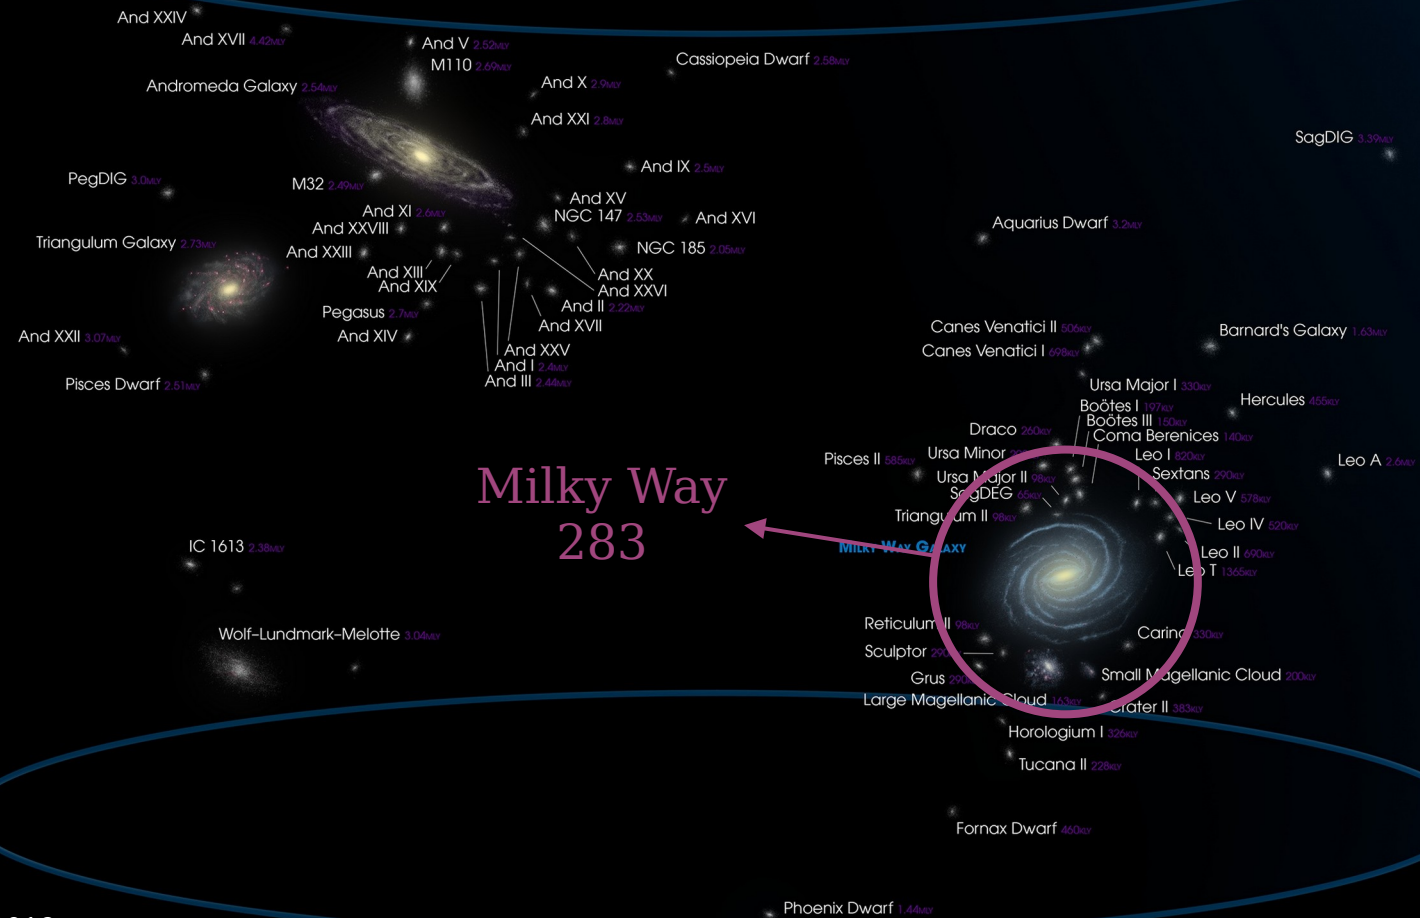 And XXIV
And XVII 4.42MLY
And V 2.52MLY
M110 2.69MLY
Cassiopeia Dwarf 2.58MLY
Andromeda Galaxy 2.54MLY
And X 2.9MLY
And XXI 2.8MLY
SagDIG 3.39MLY
And IX 2.5MLY
PegDIG 3.0MLY
M32 2.49MLY
And XV
And XI 2.6MLY
NGC 147 2.53MLY
And XVI
Aquarius Dwarf 3.2MLY
And XXVIII
Triangulum Galaxy 2.73MLY
And XXIII
NGC 185 2.05MLY
And XIII
And XX
And XIX
And XXVI
And II 2.22MLY
Pegasus 2.7MLY
And XVII
Canes Venatici II 506KLY
Barnard's Galaxy 1.63MLY
And XXII 3.07MLY
And XIV
And XXV
Canes Venatici I 698KLY
And I 2.4MLY
And III 2.44MLY
Pisces Dwarf 2.51MLY
Ursa Major I 330KLY
Hercules 455KLY
Boötes I 197KLY
Boötes III 150KLY
Draco 260KLY
Coma Berenices 140KLY
Ursa Minor
Leo I 820KLY
Pisces II 585KLY
Leo A 2.6MLY
Ursa Major II 98KLY
Sextans 290KLY
Milky Way
283
SagDEG 65KLY
Leo V 578KLY
Triangulum II 98KLY
Leo IV 520KLY
Milky Way Galaxy
IC 1613 2.38MLY
Leo II 690KLY
Leo T 1365KLY
Reticulum II 98KLY
Carina 330KLY
Wolf–Lundmark–Melotte 3.04MLY
Sculptor
Grus
Small Magellanic Cloud 200KLY
Large Magellanic Cloud 163KLY
Crater II 383KLY
Horologium I 326KLY
Tucana II 228KLY
Fornax Dwarf 460KLY
Phoenix Dwarf 1.44MLY